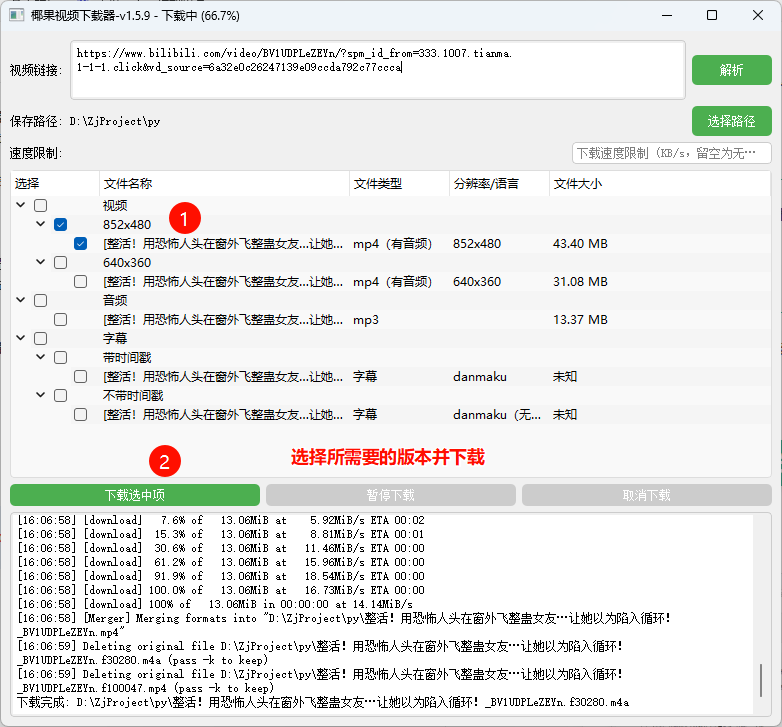 椰果视频下载器-v1.5.9 - 下载中 (66.7%)
视频链接:
https://www.bilibili.com/video/BV1UDPLeZEYn/?spm_id_from=333.1007.tianma.
1-1-1.click&vd_source=6a32e0c26247139e09ccda792c77ccca
解析
保存路径: D:\ZjProject\py
选择路径
速度限制:
下载速度限制（KB/s，留空为无…
选择 文件名称 文件类型 分辨率/语言 文件大小
视频
852x480
1
[整活！用恐怖人头在窗外飞整蛊女友...让她... mp4（有音频） 852x480 43.40 MB
640x360
[整活！用恐怖人头在窗外飞整蛊女友...让她... mp4（有音频） 640x360 31.08 MB
音频
[整活！用恐怖人头在窗外飞整蛊女友...让她... mp3 13.37 MB
字幕
带时间戳
[整活！用恐怖人头在窗外飞整蛊女友...让她... 字幕 danmaku 未知
不带时间戳
[整活！用恐怖人头在窗外飞整蛊女友...让她... 字幕 danmaku（无... 未知
2
选择所需要的版本并下载
下载选中项 暂停下载 取消下载
[16:06:58] [download] 7.6% of 13.06MiB at 5.92MiB/s ETA 00:02
[16:06:58] [download] 15.3% of 13.06MiB at 8.81MiB/s ETA 00:01
[16:06:58] [download] 30.6% of 13.06MiB at 11.46MiB/s ETA 00:00
[16:06:58] [download] 61.2% of 13.06MiB at 15.96MiB/s ETA 00:00
[16:06:58] [download] 91.9% of 13.06MiB at 18.54MiB/s ETA 00:00
[16:06:58] [download] 100.0% of 13.06MiB at 16.73MiB/s ETA 00:00
[16:06:58] [download] 100% of 13.06MiB in 00:00:00 at 14.14MiB/s
[16:06:58] [Merger] Merging formats into "D:\ZjProject\py\整活！用恐怖人头在窗外飞整蛊女友…让她以为陷入循环！
_BV1UDPLeZEYn.mp4"
[16:06:59] Deleting original file D:\ZjProject\py\整活！用恐怖人头在窗外飞整蛊女友…让她以为陷入循环！
_BV1UDPLeZEYn.f30280.m4a (pass -k to keep)
[16:06:59] Deleting original file D:\ZjProject\py\整活！用恐怖人头在窗外飞整蛊女友…让她以为陷入循环！
_BV1UDPLeZEYn.f100047.mp4 (pass -k to keep)
下载完成: D:\ZjProject\py\整活！用恐怖人头在窗外飞整蛊女友…让她以为陷入循环！_BV1UDPLeZEYn.f30280.m4a